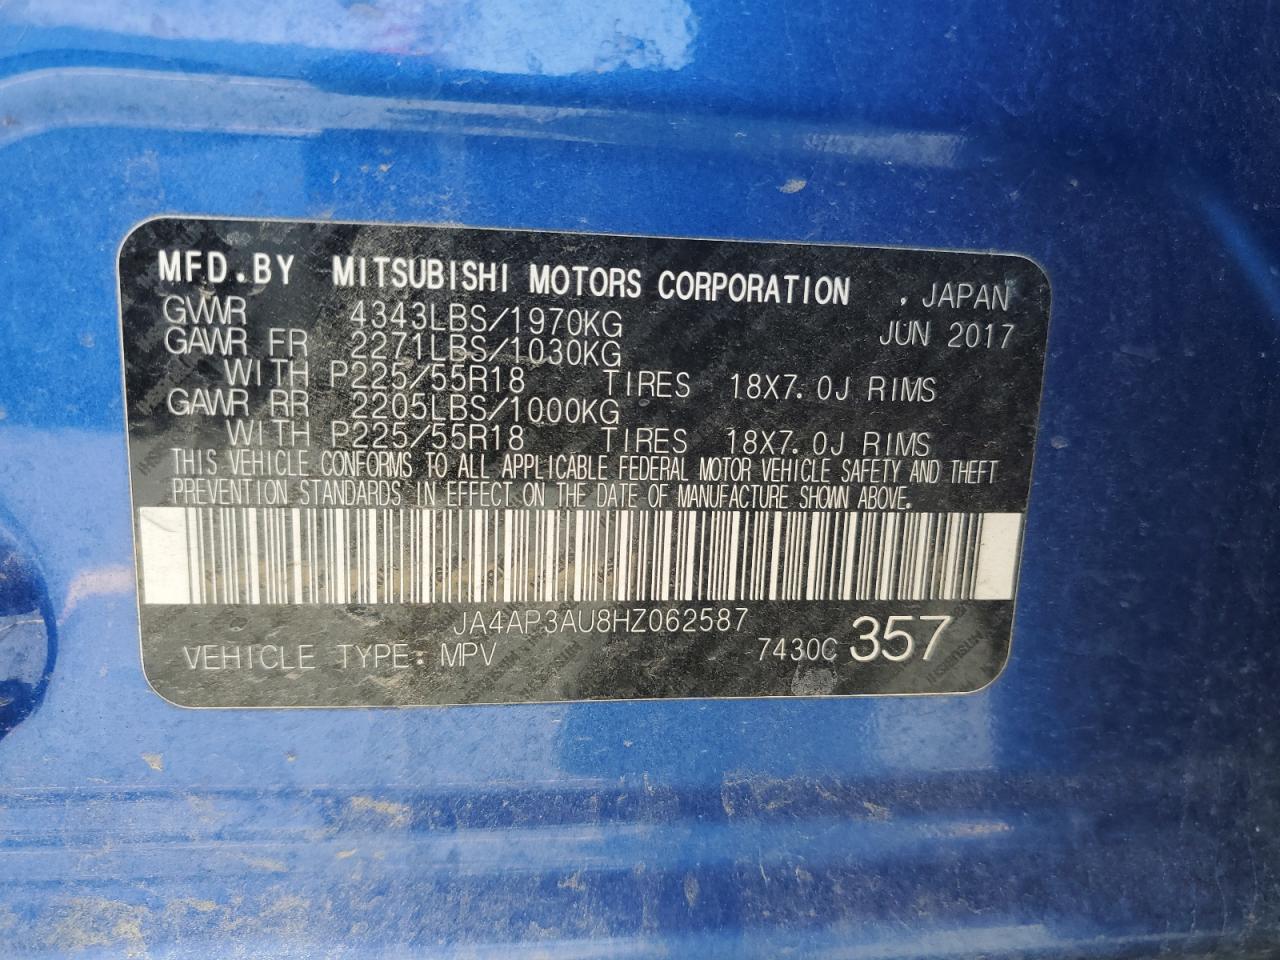 MFD.BY MITSUBISHI MOTORS CORPORATION , JAPAN
GVWR 4343LBS/1970KG JUN 2017
GAWR FR 2271LBS/1030KG
WITH P225/55R18 TIRES 18X7.0J RIMS
GAWR RR 2205LBS/1000KG
WITH P225/55R18 TIRES 18X7.0J RIMS
THIS VEHICLE CONFORMS TO ALL APPLICABLE FEDERAL MOTOR VEHICLE SAFETY AND THEFT
PREVENTION STANDARDS IN EFFECT ON THE DATE OF MANUFACTURE SHOWN ABOVE.
JA4AP3AU8HZ062587
VEHICLE TYPE: MPV 7430C 357